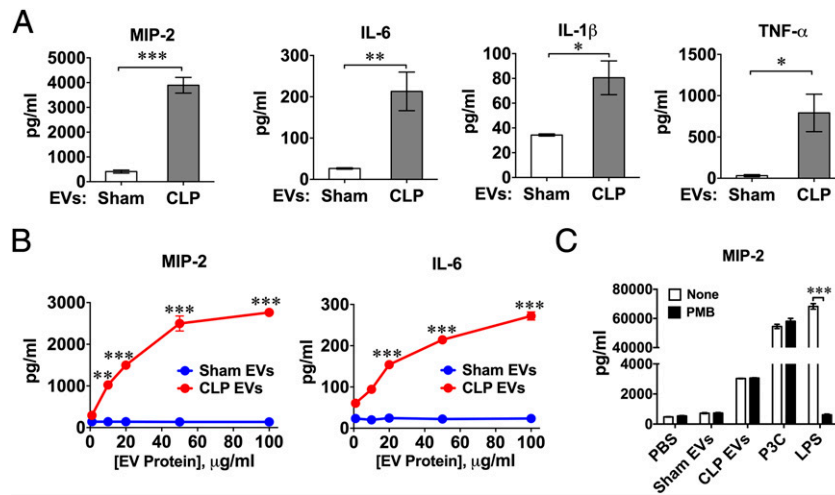 A
MIP-2
IL-6
IL-1β
TNF-α
pg/ml
5000
4000
3000
2000
1000
0
***
EVs: Sham CLP
pg/ml
300
200
100
0
**
EVs: Sham CLP
pg/ml
100
80
60
40
20
0
*
EVs: Sham CLP
pg/ml
1500
1000
500
0
*
EVs: Sham CLP
B
MIP-2
pg/ml
3000
2000
1000
0
** *** *** ***
Sham EVs
CLP EVs
0 20 40 60 80 100
[EV Protein], μg/ml
IL-6
pg/ml
300
200
100
0
*** *** ***
Sham EVs
CLP EVs
0 20 40 60 80 100
[EV Protein], μg/ml
C
MIP-2
pg/ml
80000
60000
40000
4000
2000
0
None
PMB
***
PBS
Sham EVs
CLP EVs
P3C
LPS